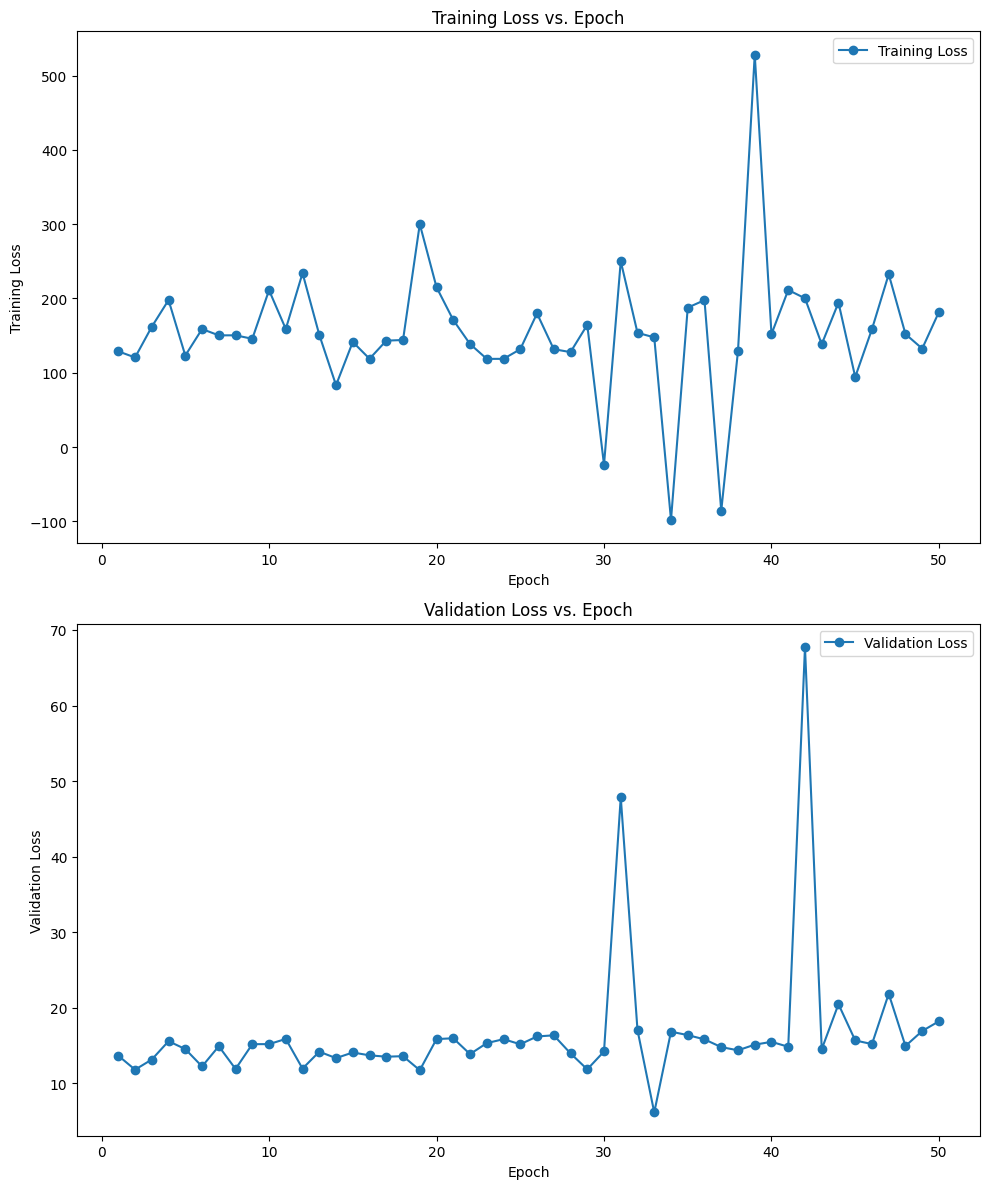 Training Loss vs. Epoch
Training Loss
500
400
300
200
100
0
−100
Training Loss
0 10 20 30 40 50
Epoch
Validation Loss vs. Epoch
Validation Loss
70
60
50
40
30
20
10
Validation Loss
0 10 20 30 40 50
Epoch